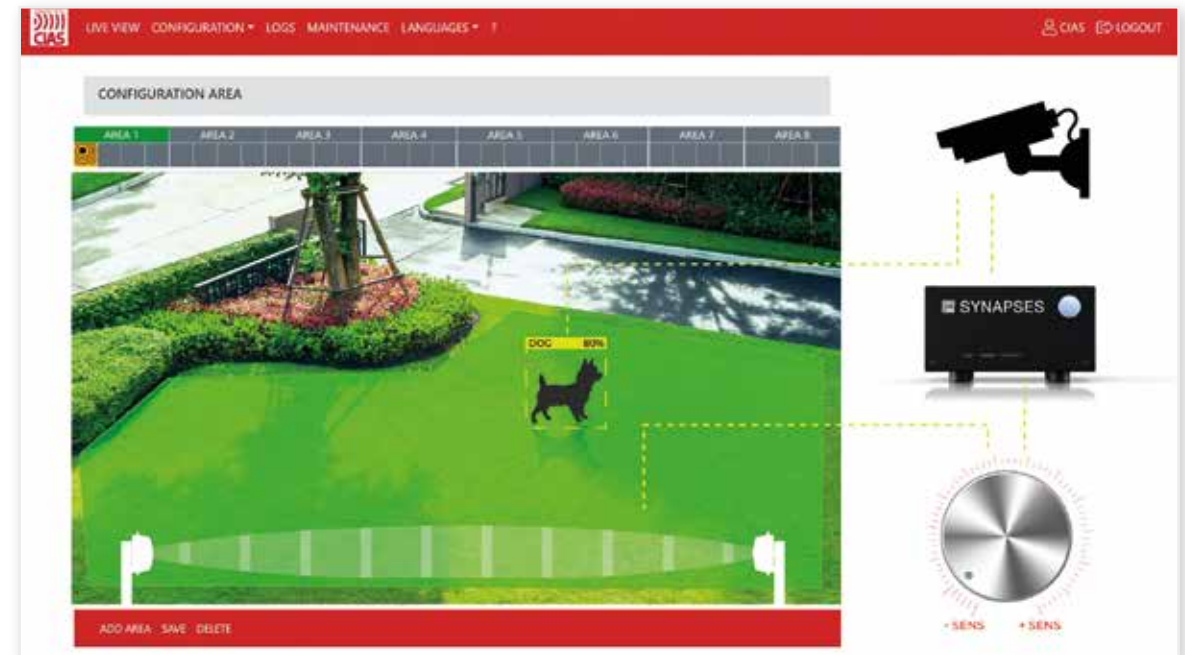 CIAS
LIVE VIEW CONFIGURATION LOGS MAINTENANCE LANGUAGES ?
CIAS LOGOUT
CONFIGURATION AREA
AREA 1 AREA 2 AREA 3 AREA 4 AREA 5 AREA 6 AREA 7 AREA 8
DOG 80%
SYNAPSES
- SENS + SENS
ADD AREA SAVE DELETE